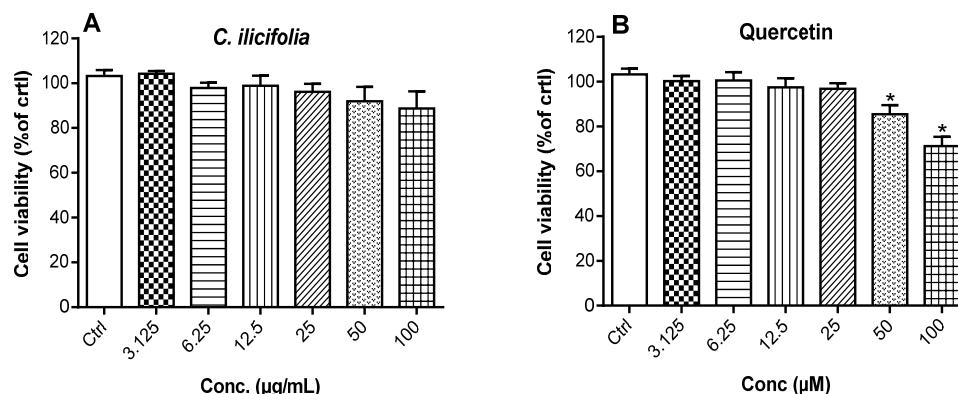 A
C. ilicifolia
Cell viability (%of crtl)
120
100
80
60
40
20
0
Ctrl
3.125
6.25
12.5
25
50
100
Conc. (µg/mL)
B
Quercetin
Cell viability (%of crtl)
120
100
80
60
40
20
0
*
*
Ctrl
3.125
6.25
12.5
25
50
100
Conc (µM)